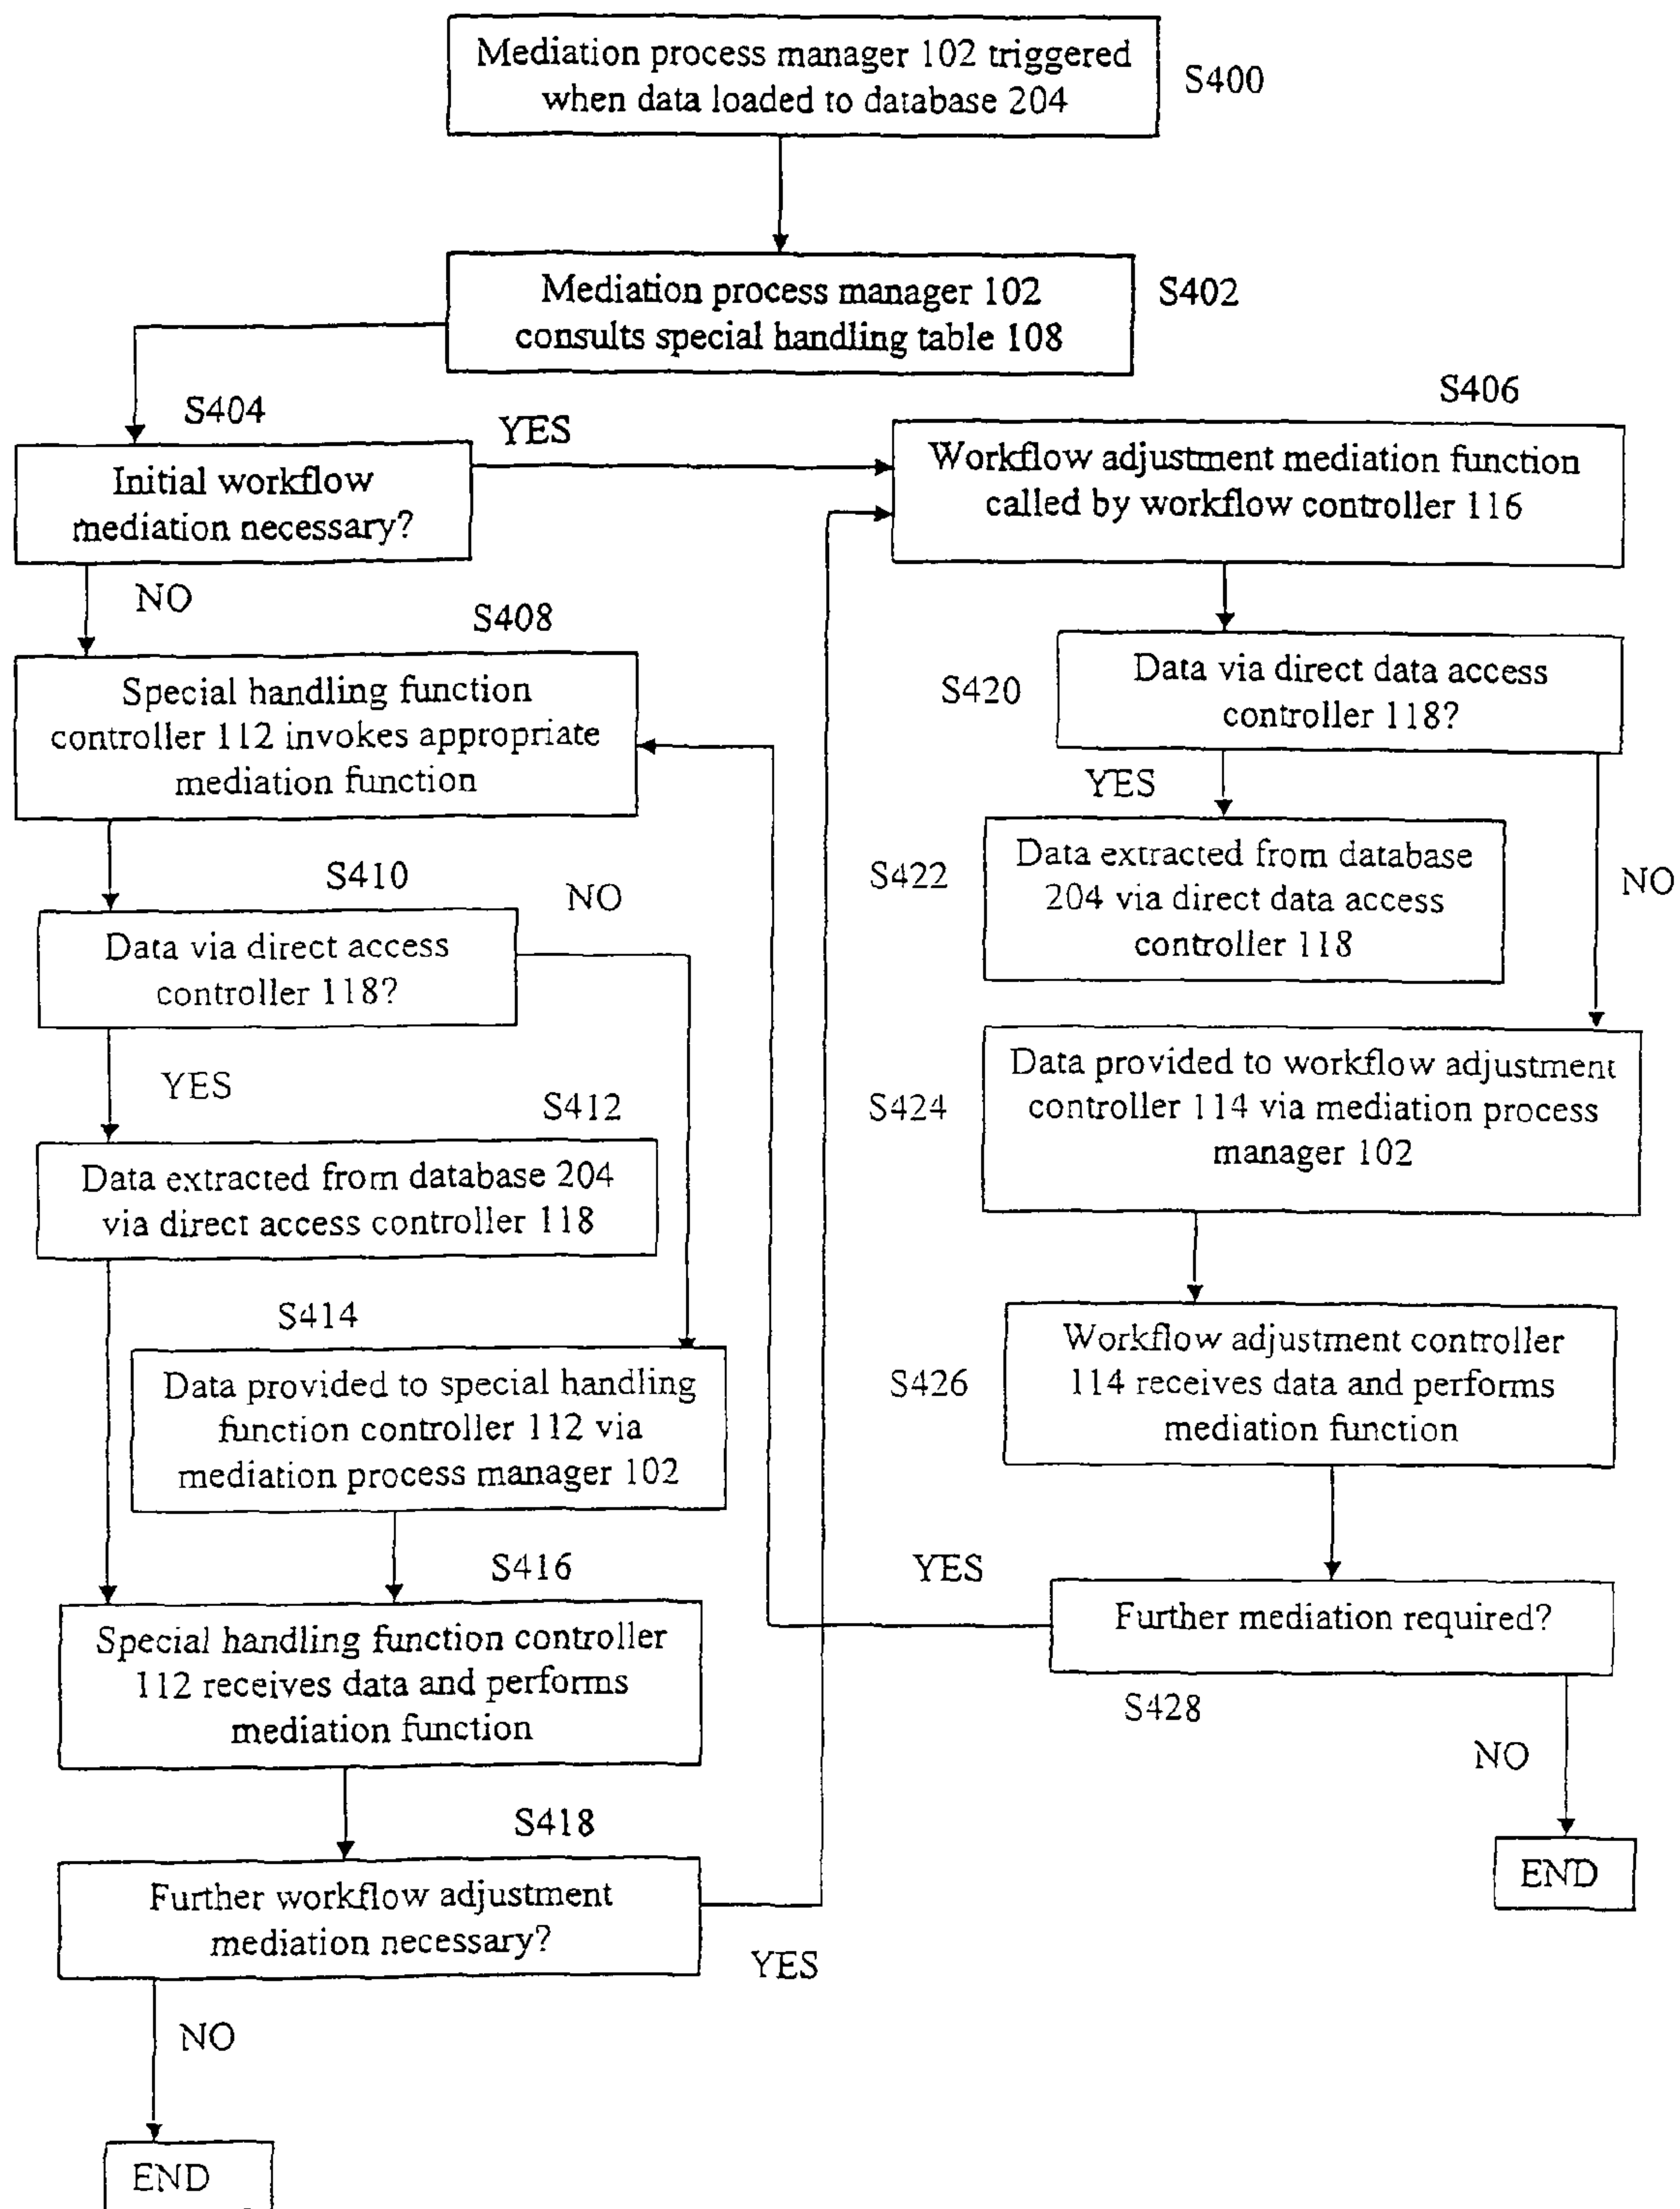 Mediation process manager 102 triggered
when data loaded to database 204
S400
Mediation process manager 102
consults special handling table 108
S402
S404
Initial workflow
mediation necessary?
YES
NO
S406
Workflow adjustment mediation function
called by workflow controller 116
S408
Special handling function
controller 112 invokes appropriate
mediation function
S420
Data via direct data access
controller 118?
YES
NO
S422
Data extracted from database
204 via direct data access
controller 118
S410
NO
Data via direct access
controller 118?
YES
S424
Data provided to workflow adjustment
controller 114 via mediation process
manager 102
S412
Data extracted from database 204
via direct access controller 118
S414
Data provided to special handling
function controller 112 via
mediation process manager 102
S426
Workflow adjustment controller
114 receives data and performs
mediation function
S416
Special handling function controller
112 receives data and performs
mediation function
YES
Further mediation required?
S428
NO
END
S418
Further workflow adjustment
mediation necessary?
YES
NO
END